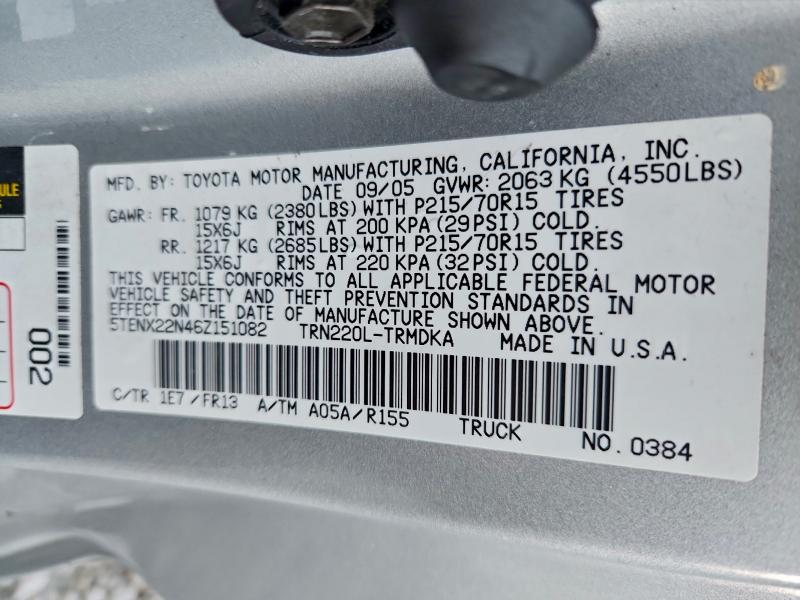 MFD. BY: TOYOTA MOTOR MANUFACTURING, CALIFORNIA, INC.
DATE 09/05 GVWR: 2063 KG (4550LBS)
GAWR: FR. 1079 KG (2380LBS) WITH P215/70R15 TIRES
15X6J RIMS AT 200 KPA (29PSI) COLD.
RR. 1217 KG (2685LBS) WITH P215/70R15 TIRES
15X6J RIMS AT 220 KPA (32PSI) COLD.
THIS VEHICLE CONFORMS TO ALL APPLICABLE FEDERAL MOTOR
VEHICLE SAFETY AND THEFT PREVENTION STANDARDS IN
EFFECT ON THE DATE OF MANUFACTURE SHOWN ABOVE.
5TENX22N46Z151082 TRN220L-TRMDKA MADE IN U.S.A.
C/TR 1E7/FR13 A/TM A05A/R155 TRUCK NO. 0384
002